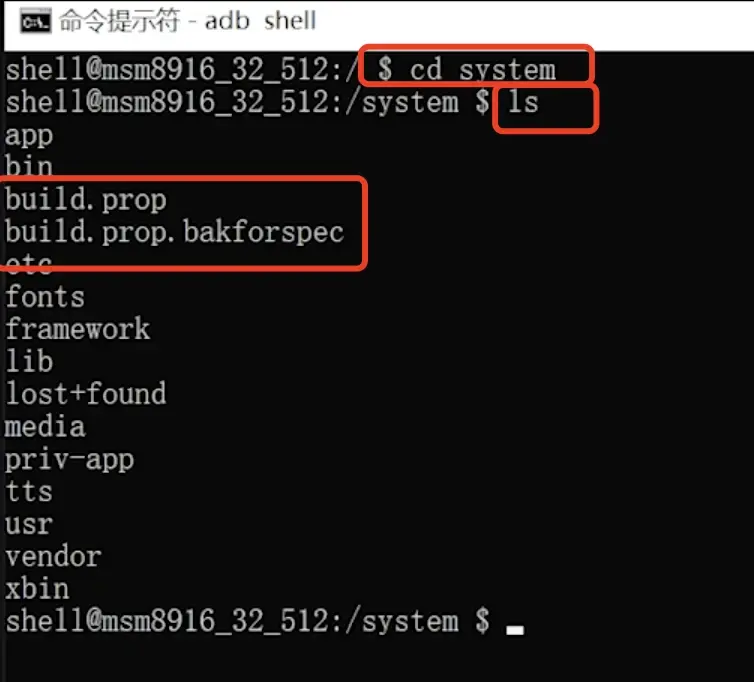 命令提示符 - adb shell
shell@msm8916_32_512:/ $ cd system
shell@msm8916_32_512:/system $ ls
app
bin
build.prop
build.prop.bakforspec
etc
fonts
framework
lib
lost+found
media
priv-app
tts
usr
vendor
xbin
shell@msm8916_32_512:/system $